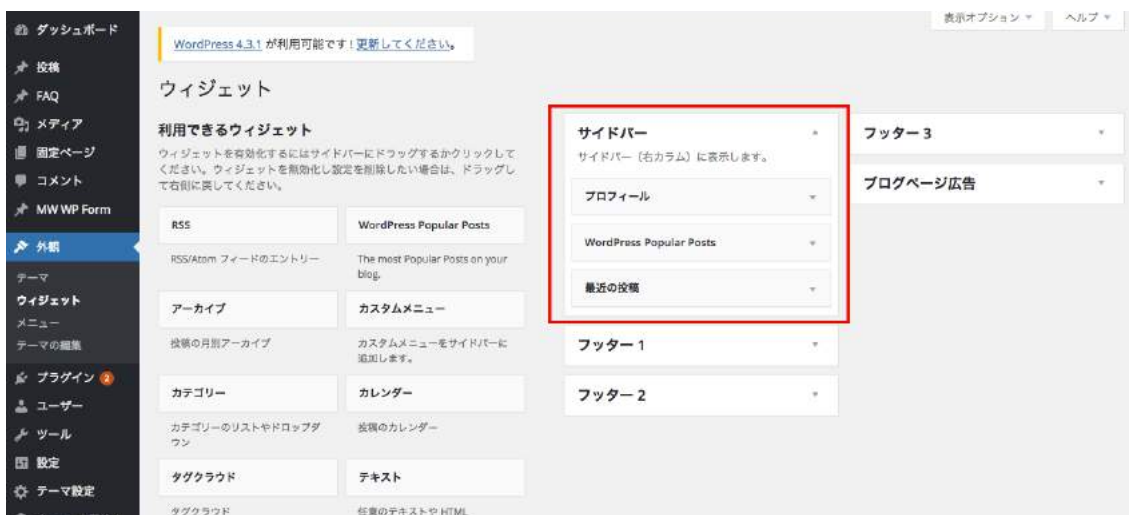 表示オプション
ヘルプ
ダッシュボード
投稿
FAQ
メディア
固定ページ
コメント
MW WP Form
外観
テーマ
ウィジェット
メニュー
テーマの編集
プラグイン 2
ユーザー
ツール
設定
テーマ設定
WordPress 4.3.1 が利用可能です ! 更新してください。
ウィジェット
利用できるウィジェット
ウィジェットを有効化するにはサイドバーにドラッグするかクリックして
ください。ウィジェットを無効化し設定を削除したい場合は、ドラッグし
て右側に戻してください。
RSS
RSS/Atom フィードのエントリー
WordPress Popular Posts
The most Popular Posts on your
blog.
アーカイブ
投稿の月別アーカイブ
カスタムメニュー
カスタムメニューをサイドバーに
追加します。
カテゴリー
カテゴリーのリストやドロップダ
ウン
カレンダー
投稿のカレンダー
タグクラウド
タグクラウド
テキスト
任意のテキストや HTML
サイドバー
サイドバー（右カラム）に表示します。
プロフィール
WordPress Popular Posts
最近の投稿
フッター 1
フッター 2
フッター 3
ブログページ広告